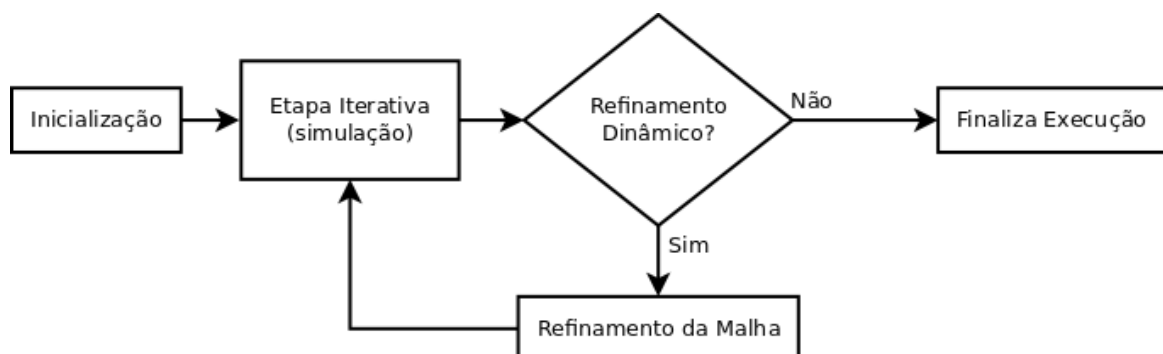 Inicialização
Etapa Iterativa
(simulação)
Refinamento
Dinâmico?
Não
Finaliza Execução
Sim
Refinamento da Malha